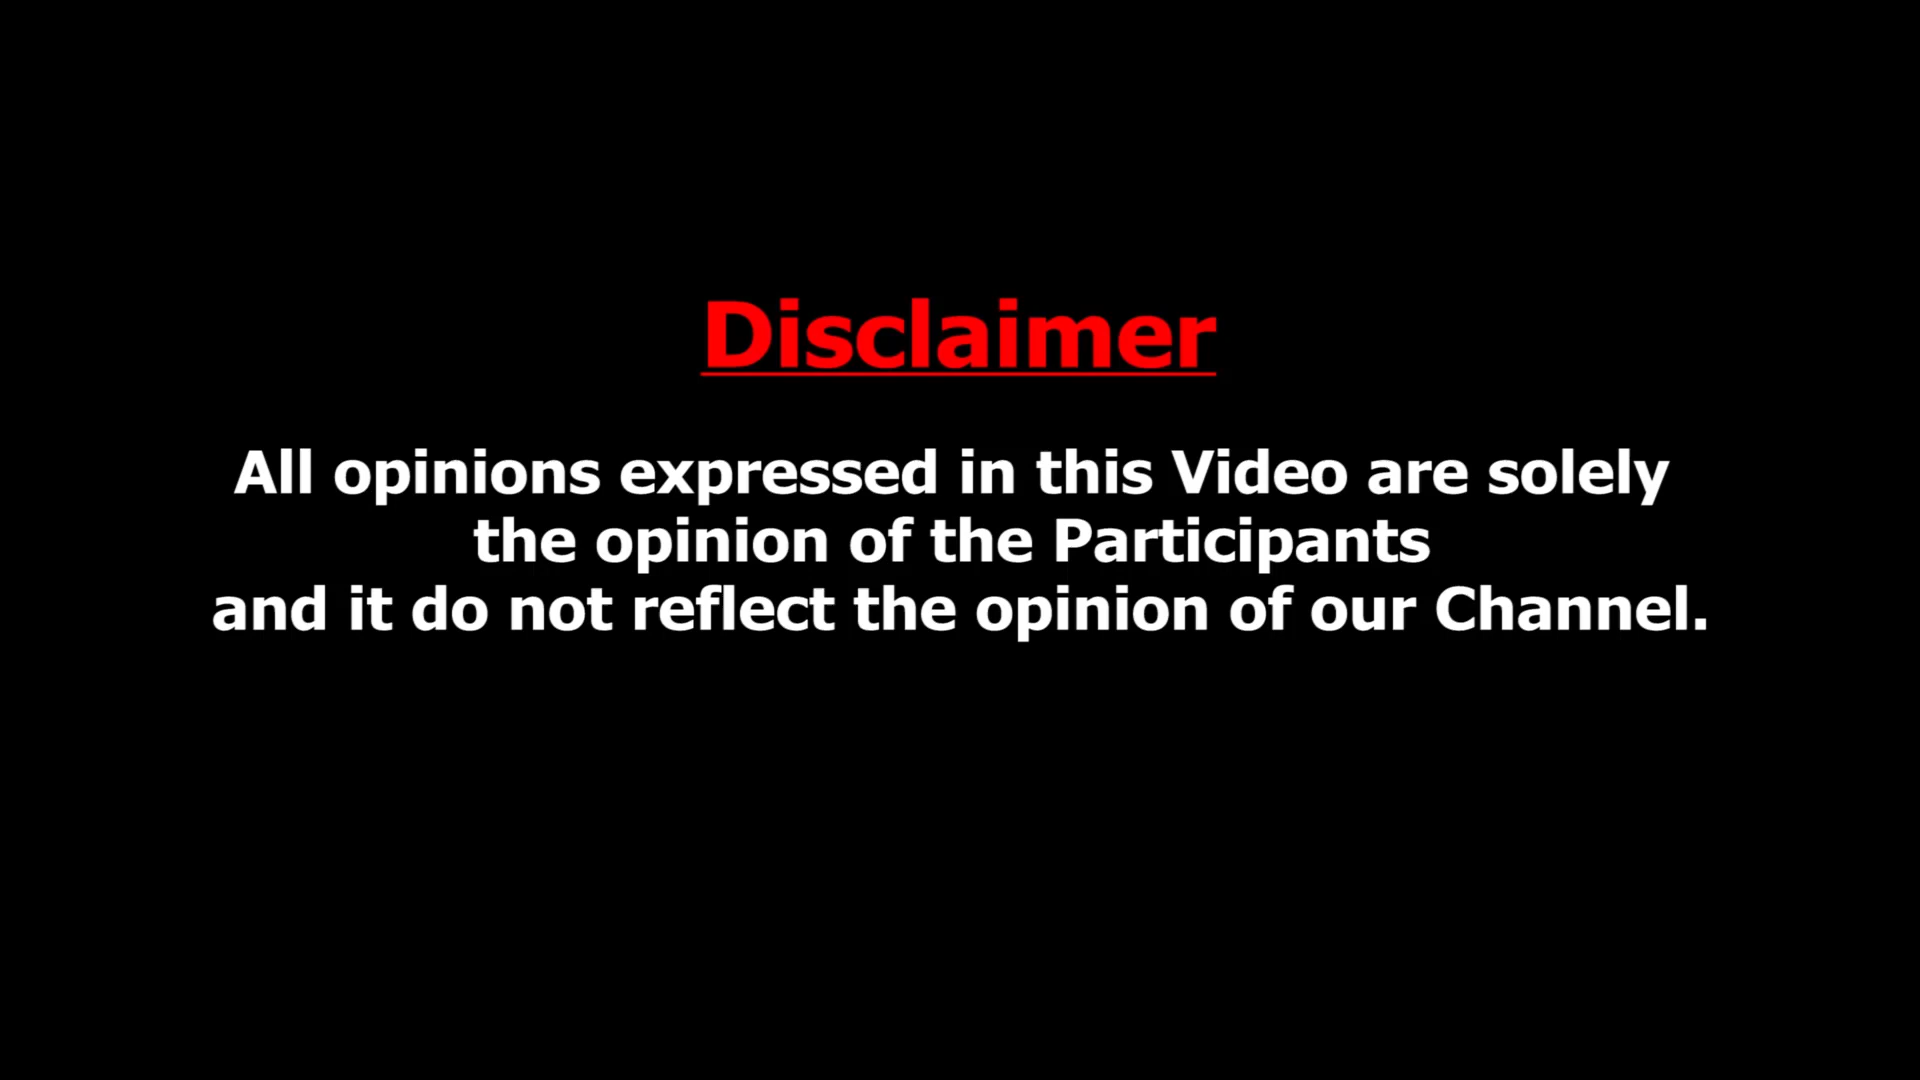 Disclaimer
All opinions expressed in this Video are solely
the opinion of the Participants
and it do not reflect the opinion of our Channel.